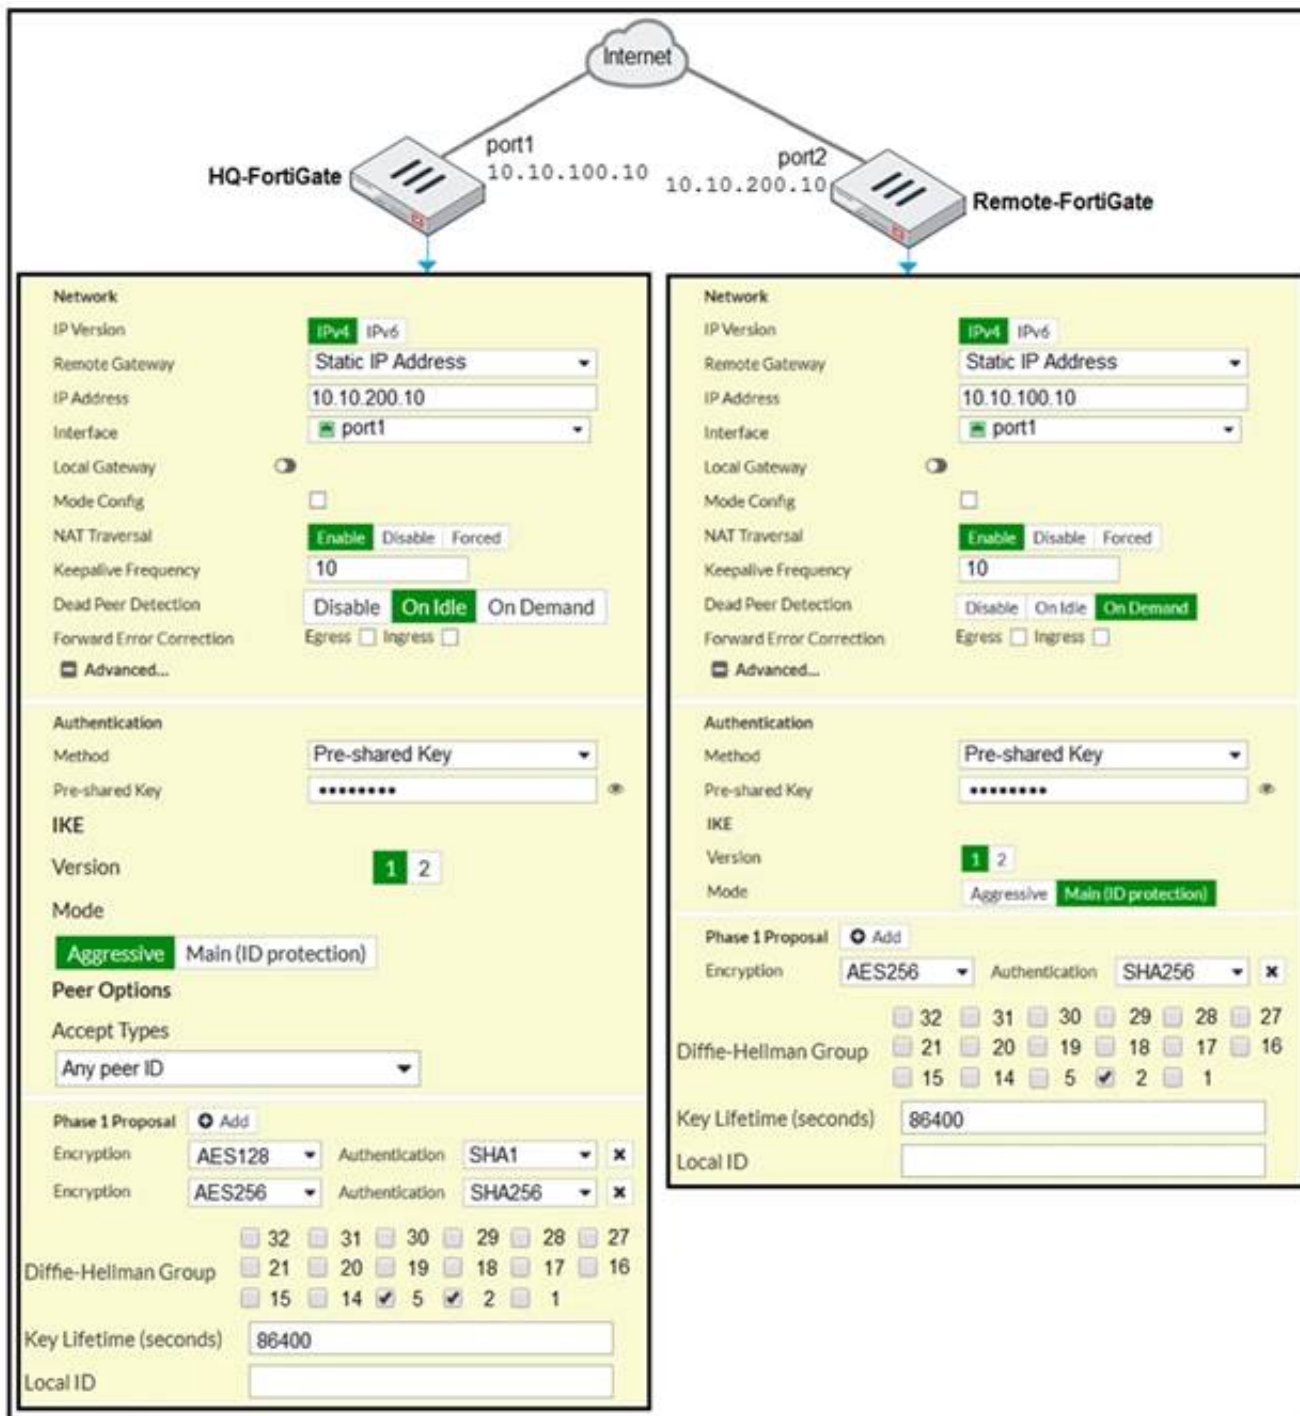 Internet
port1
10.10.100.10
HQ-FortiGate
port2
10.10.200.10
Remote-FortiGate
Network
IP Version IPv4 IPv6
Remote Gateway Static IP Address
IP Address 10.10.200.10
Interface port1
Local Gateway
Mode Config
NAT Traversal Enable Disable Forced
Keepalive Frequency 10
Dead Peer Detection Disable On Idle On Demand
Forward Error Correction Egress Ingress
Advanced...
Authentication
Method Pre-shared Key
Pre-shared Key ••••••••
IKE
Version 1 2
Mode
Aggressive Main (ID protection)
Peer Options
Accept Types
Any peer ID
Phase 1 Proposal Add
Encryption AES128 Authentication SHA1
Encryption AES256 Authentication SHA256
32 31 30 29 28 27
Diffie-Hellman Group 21 20 19 18 17 16
15 14 5 2 1
Key Lifetime (seconds) 86400
Local ID
Network
IP Version IPv4 IPv6
Remote Gateway Static IP Address
IP Address 10.10.100.10
Interface port1
Local Gateway
Mode Config
NAT Traversal Enable Disable Forced
Keepalive Frequency 10
Dead Peer Detection Disable On Idle On Demand
Forward Error Correction Egress Ingress
Advanced...
Authentication
Method Pre-shared Key
Pre-shared Key ••••••••
IKE
Version 1 2
Mode Aggressive Main (ID protection)
Phase 1 Proposal Add
Encryption AES256 Authentication SHA256
32 31 30 29 28 27
Diffie-Hellman Group 21 20 19 18 17 16
15 14 5 2 1
Key Lifetime (seconds) 86400
Local ID